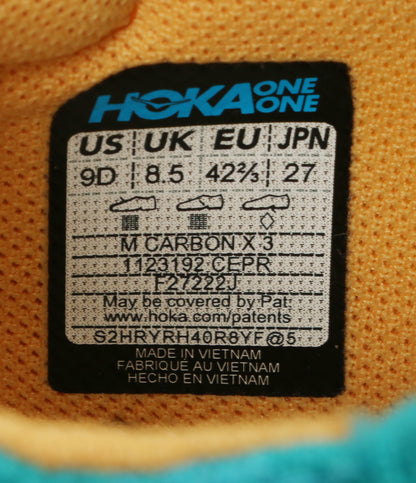 HOKA ONE ONE
US UK EU JPN
9D 8.5 42⅔ 27
M CARBON X 3
1123192 CEPR
F27222J
May be covered by Pat:
www.hoka.com/patents
S2HRYRH40R8YF@5
MADE IN VIETNAM
FABRIQUÉ AU VIETNAM
HECHO EN VIETNAM